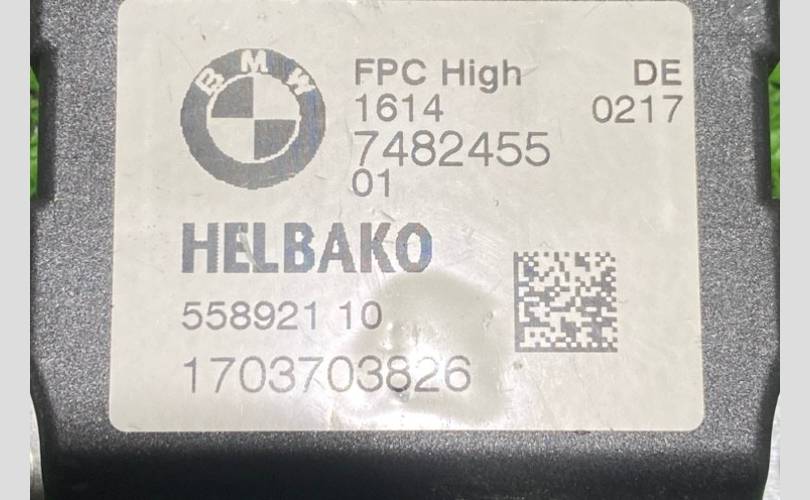 BMW
FPC High DE
1614 0217
7482455
01
HELBAKO
558921 10
1703703826